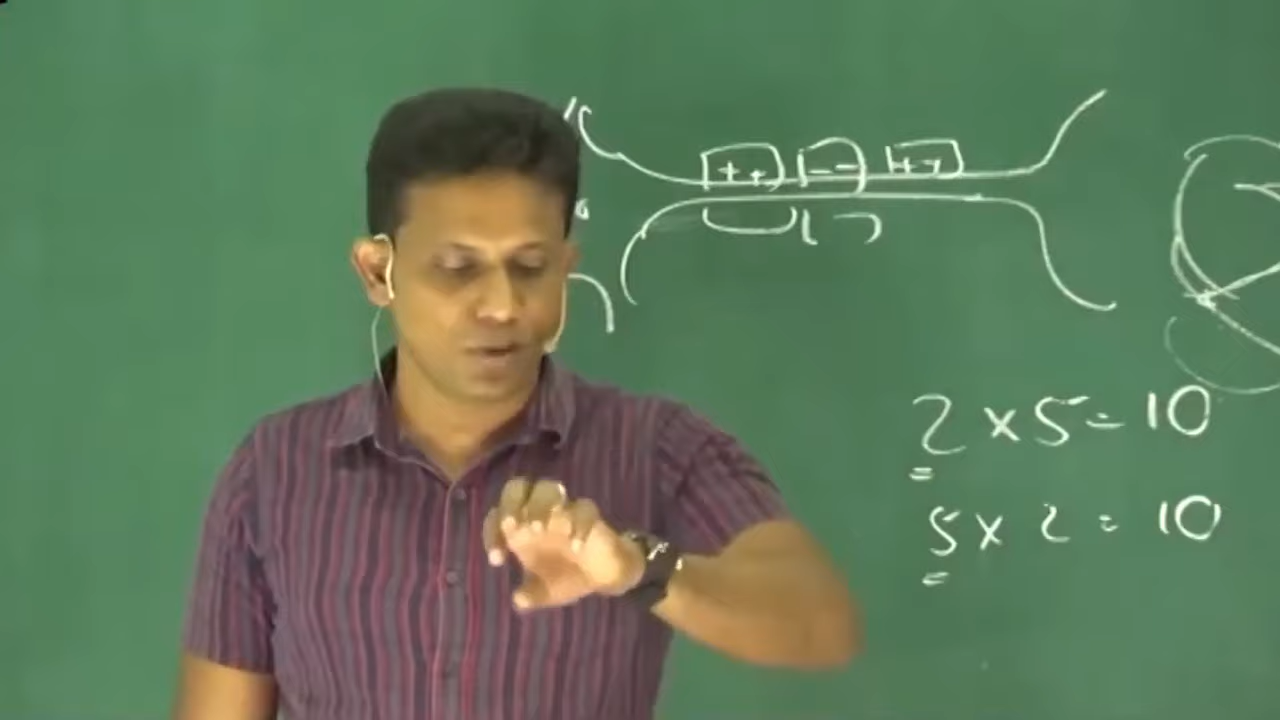 ++ -- ++
2 × 5 = 10
5 × 2 = 10